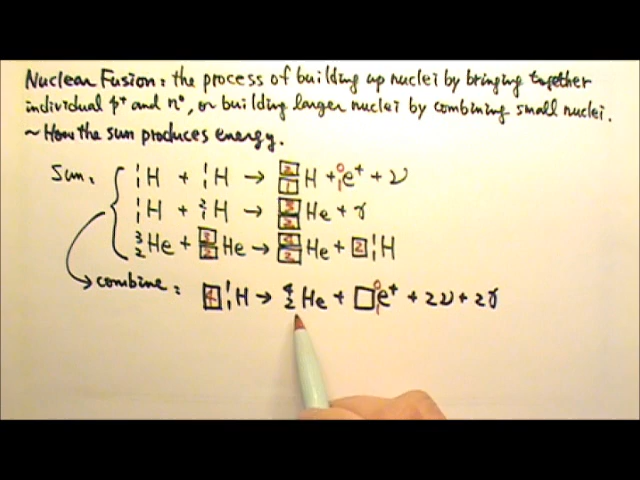 Nuclear Fusion: the process of building up nuclei by bringing together
individual p⁺ and n⁰, or building larger nuclei by combining small nuclei.
~ How the sun produces energy.
Sun: ¹₁H + ¹₁H → ²₁H + ⁰₁e⁺ + ν
¹₁H + ²₁H → ³₂He + γ
³₂He + ³₂He → ⁴₂He + 2 ¹₁H
combine: 4 ¹₁H → ⁴₂He + □ ⁰₁e⁺ + 2ν + 2γ